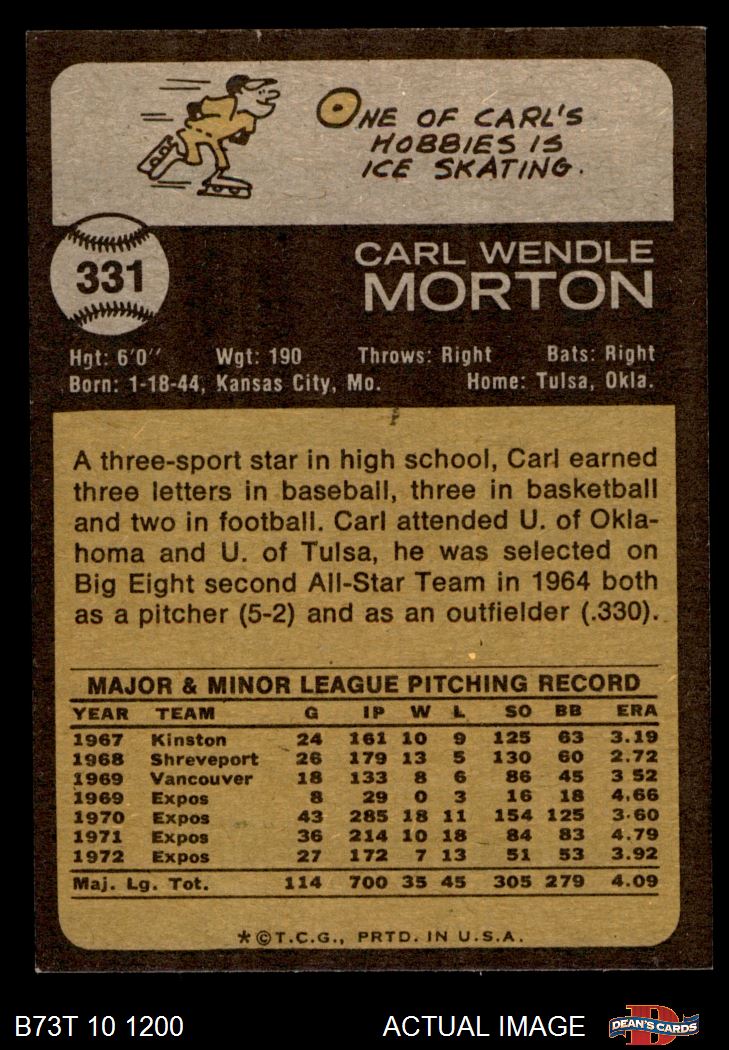 ONE OF CARL'S
HOBBIES IS
ICE SKATING.
331
CARL WENDLE
MORTON
Hgt: 6'0" Wgt: 190 Throws: Right Bats: Right
Born: 1-18-44, Kansas City, Mo. Home: Tulsa, Okla.
A three-sport star in high school, Carl earned
three letters in baseball, three in basketball
and two in football. Carl attended U. of Okla-
homa and U. of Tulsa, he was selected on
Big Eight second All-Star Team in 1964 both
as a pitcher (5-2) and as an outfielder (.330).
MAJOR & MINOR LEAGUE PITCHING RECORD
YEAR TEAM G IP W L SO BB ERA
1967 Kinston 24 161 10 9 125 63 3.19
1968 Shreveport 26 179 13 5 130 60 2.72
1969 Vancouver 18 133 8 6 86 45 3 52
1969 Expos 8 29 0 3 16 18 4.66
1970 Expos 43 285 18 11 154 125 3.60
1971 Expos 36 214 10 18 84 83 4.79
1972 Expos 27 172 7 13 51 53 3.92
Maj. Lg. Tot. 114 700 35 45 305 279 4.09
*©T.C.G., PRTD. IN U.S.A.
B73T 10 1200 ACTUAL IMAGE DEAN'S CARDS